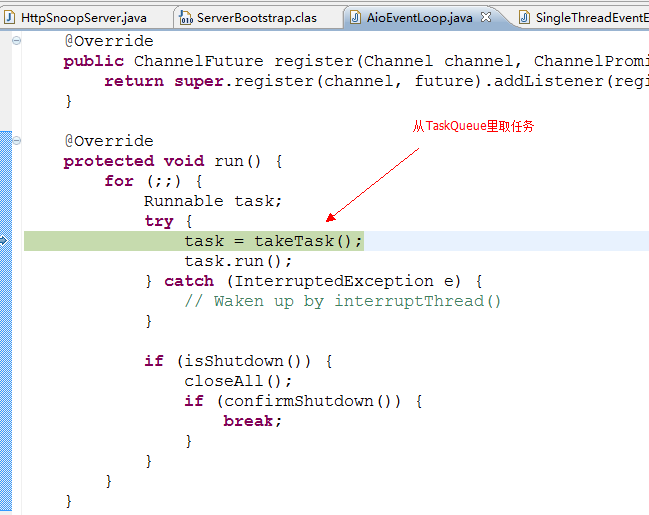 HttpSnoopServer.java
ServerBootstrap.clas
AioEventLoop.java
SingleThreadEventE
@Override
public ChannelFuture register(Channel channel, ChannelPromi
return super.register(channel, future).addListener(regi
}
从TaskQueue里取任务
@Override
protected void run() {
for (;;) {
Runnable task;
try {
task = takeTask();
task.run();
} catch (InterruptedException e) {
// Waken up by interruptThread()
}
if (isShutdown()) {
closeAll();
if (confirmShutdown()) {
break;
}
}
}
}